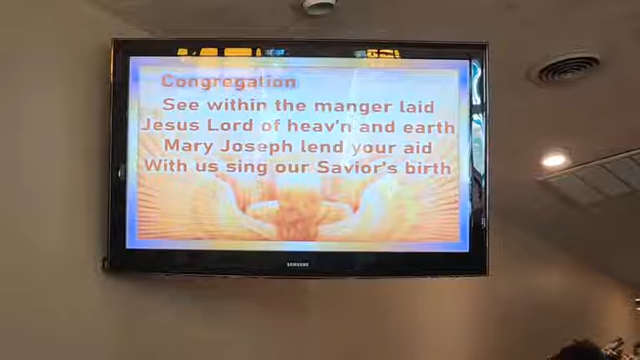 Congregation
See within the manger laid
Jesus Lord of heav'n and earth
Mary Joseph lend your aid
With us sing our Savior's birth
SAMSUNG